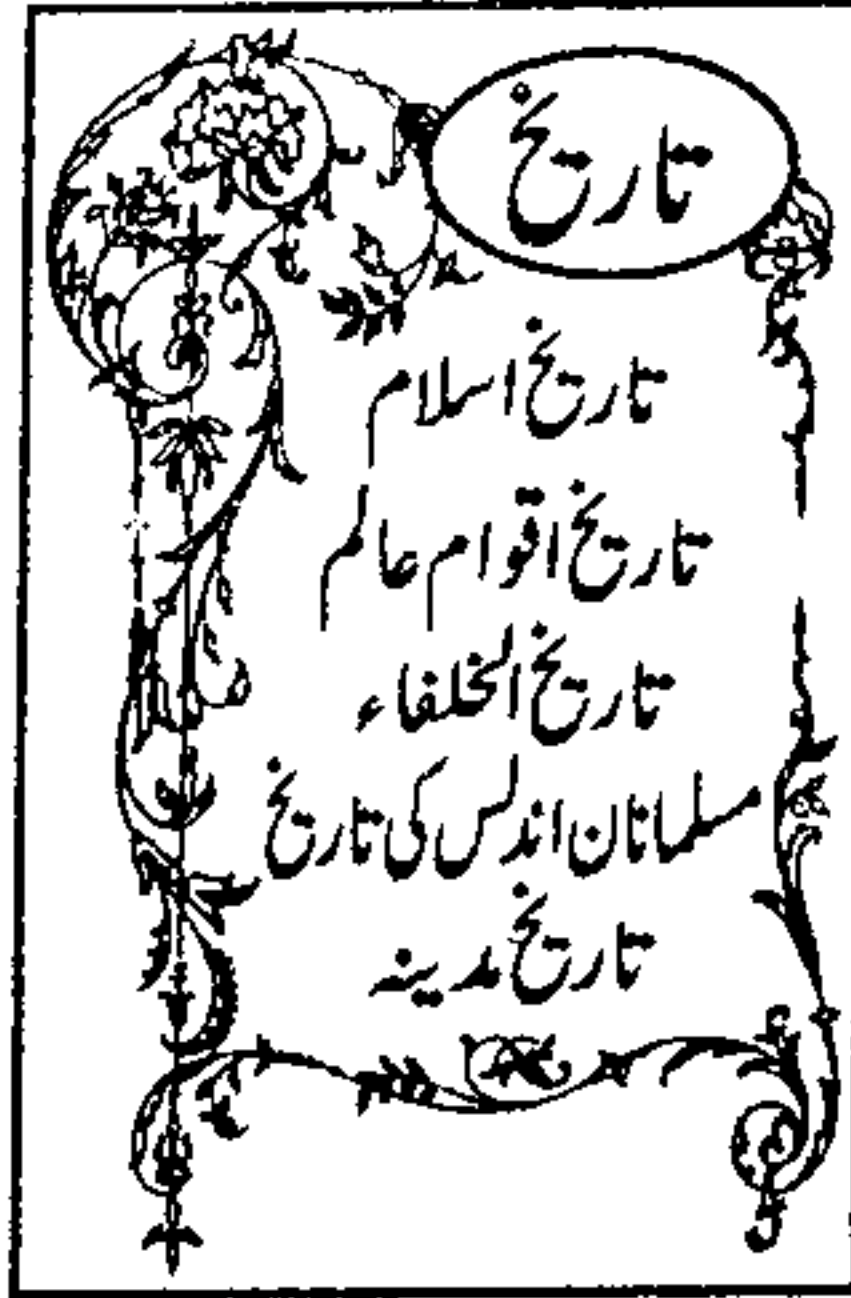 تاریخ
تاریخ اسلام
تاریخ اقوام عالم
تاریخ الخلفاء
مسلمانان اندلس کی تاریخ
تاریخ مدینہ